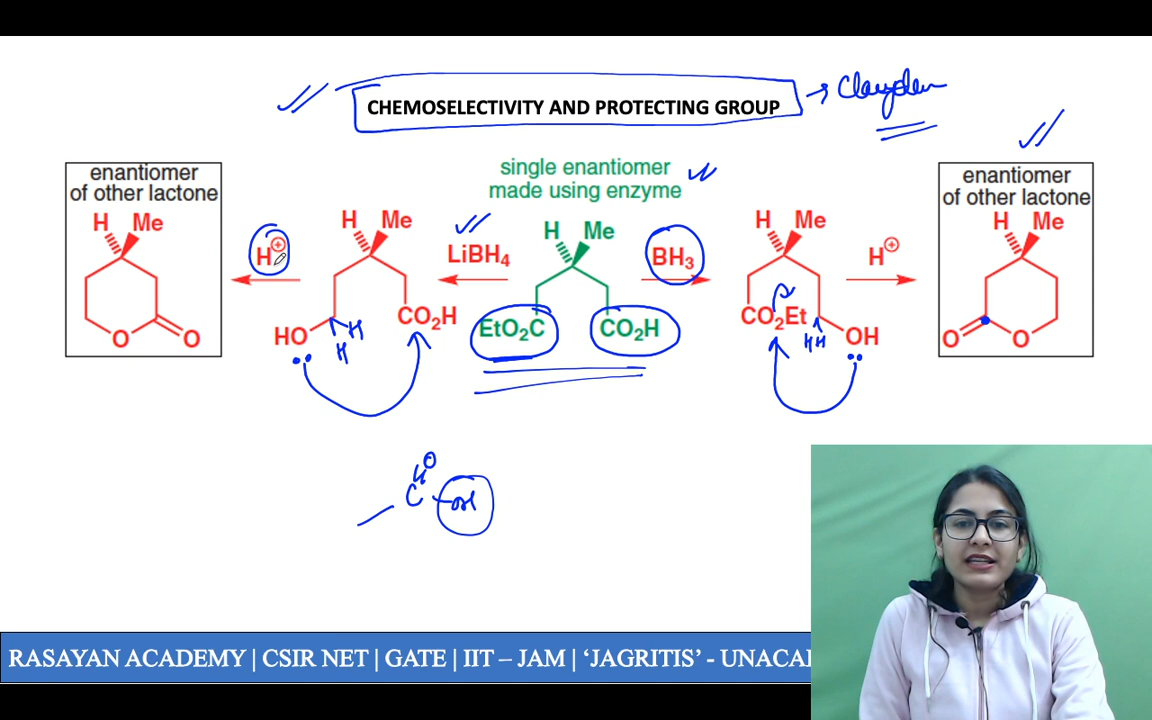 CHEMOSELECTIVITY AND PROTECTING GROUP → Clayden
enantiomer
of other lactone
H Me
O O
H⊕
H Me
HO H
H
CO₂H
LiBH₄
single enantiomer
made using enzyme
H Me
EtO₂C CO₂H
BH₃
H Me
CO₂Et
H H
OH
H⊕
enantiomer
of other lactone
H Me
O O
O
C-OH
RASAYAN ACADEMY | CSIR NET | GATE | IIT – JAM | ‘JAGRITIS’ - UNACA